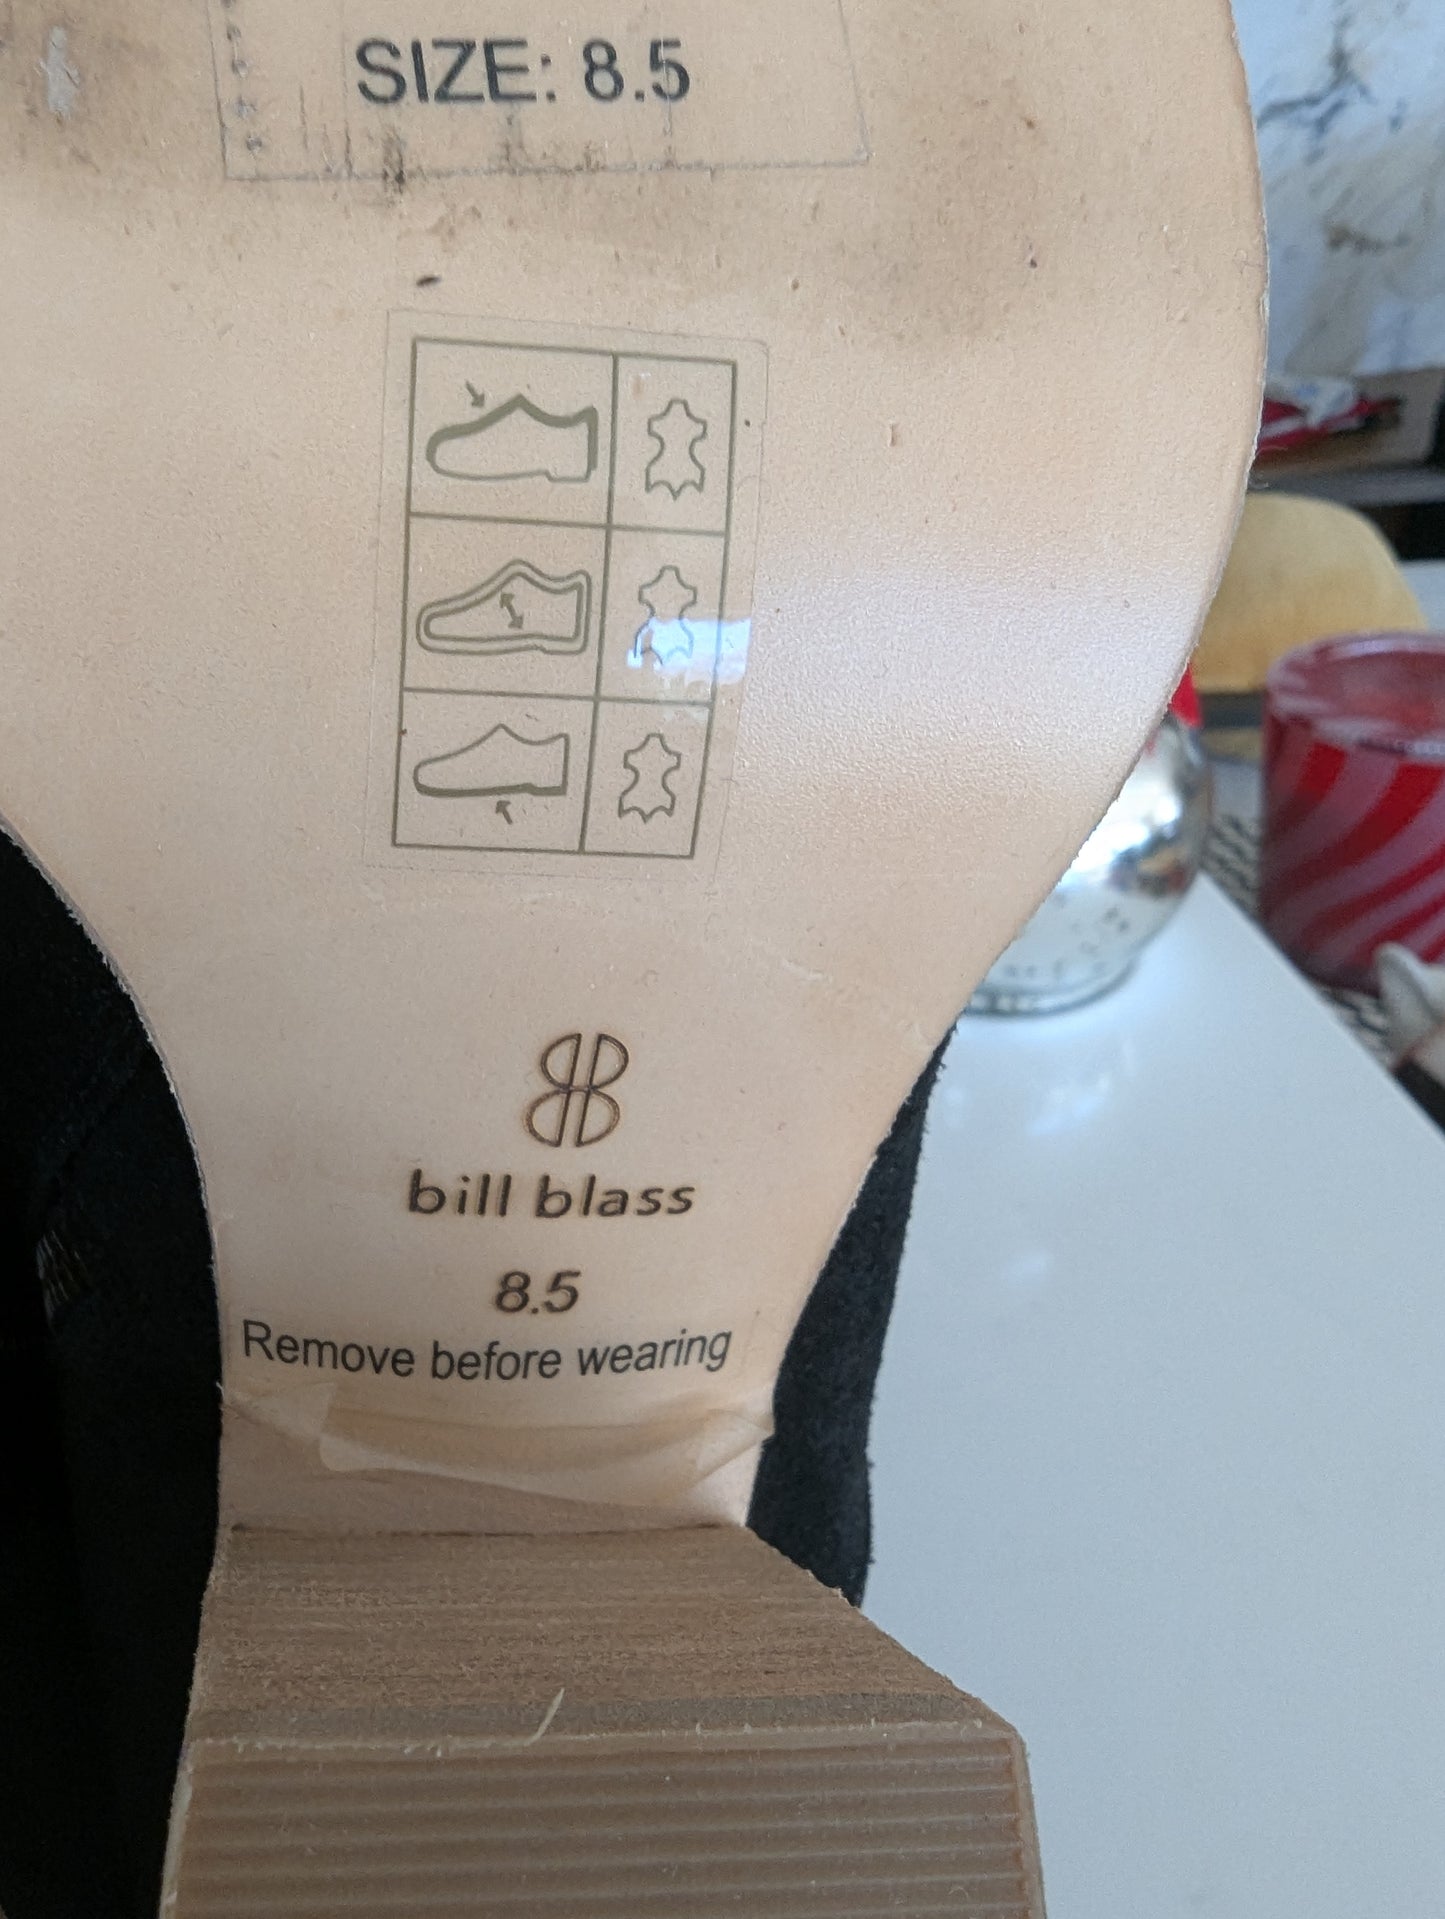 SIZE: 8.5
bill blass
8.5
Remove before wearing